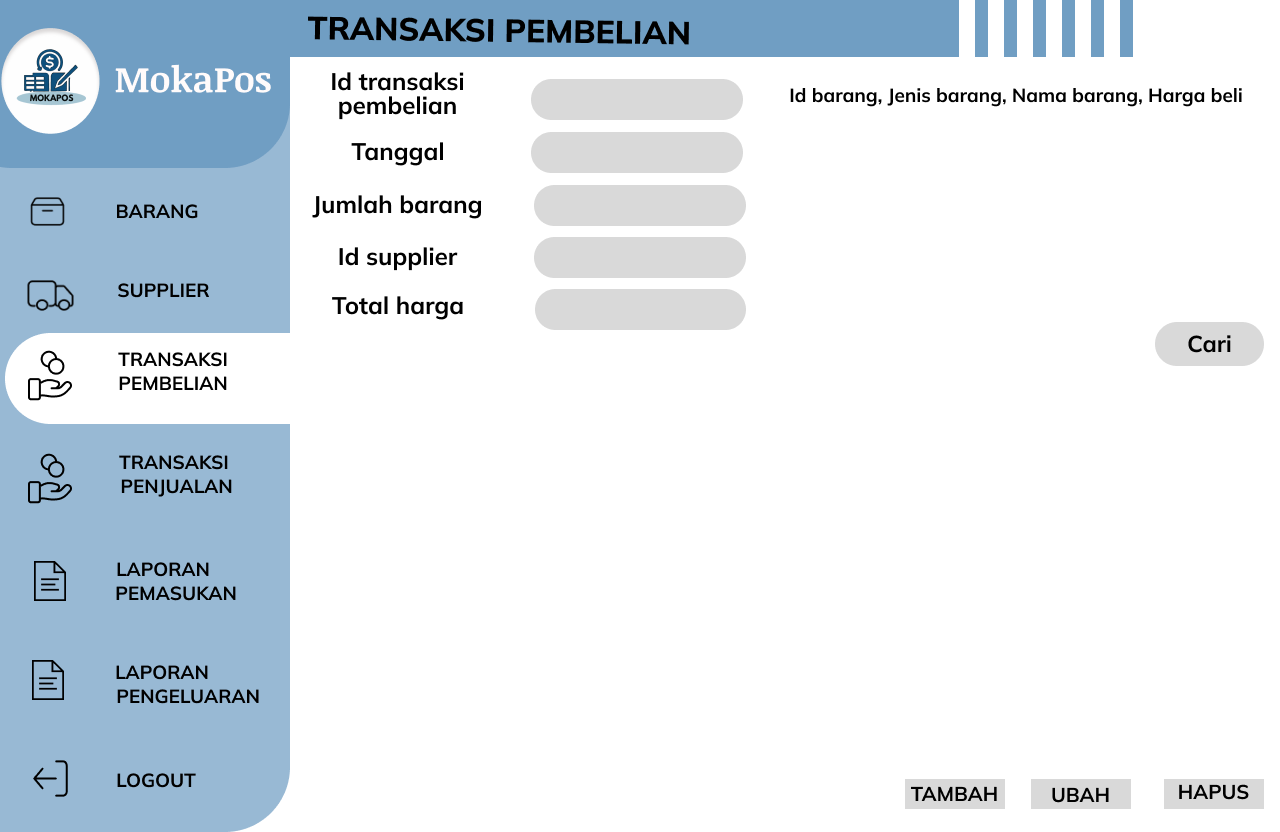 MOKAPOS
MokaPos
BARANG
SUPPLIER
TRANSAKSI
PEMBELIAN
TRANSAKSI
PENJUALAN
LAPORAN
PEMASUKAN
LAPORAN
PENGELUARAN
LOGOUT
TRANSAKSI PEMBELIAN
Id transaksi
pembelian
Tanggal
Jumlah barang
Id supplier
Total harga
Id barang, Jenis barang, Nama barang, Harga beli
Cari
TAMBAH
UBAH
HAPUS